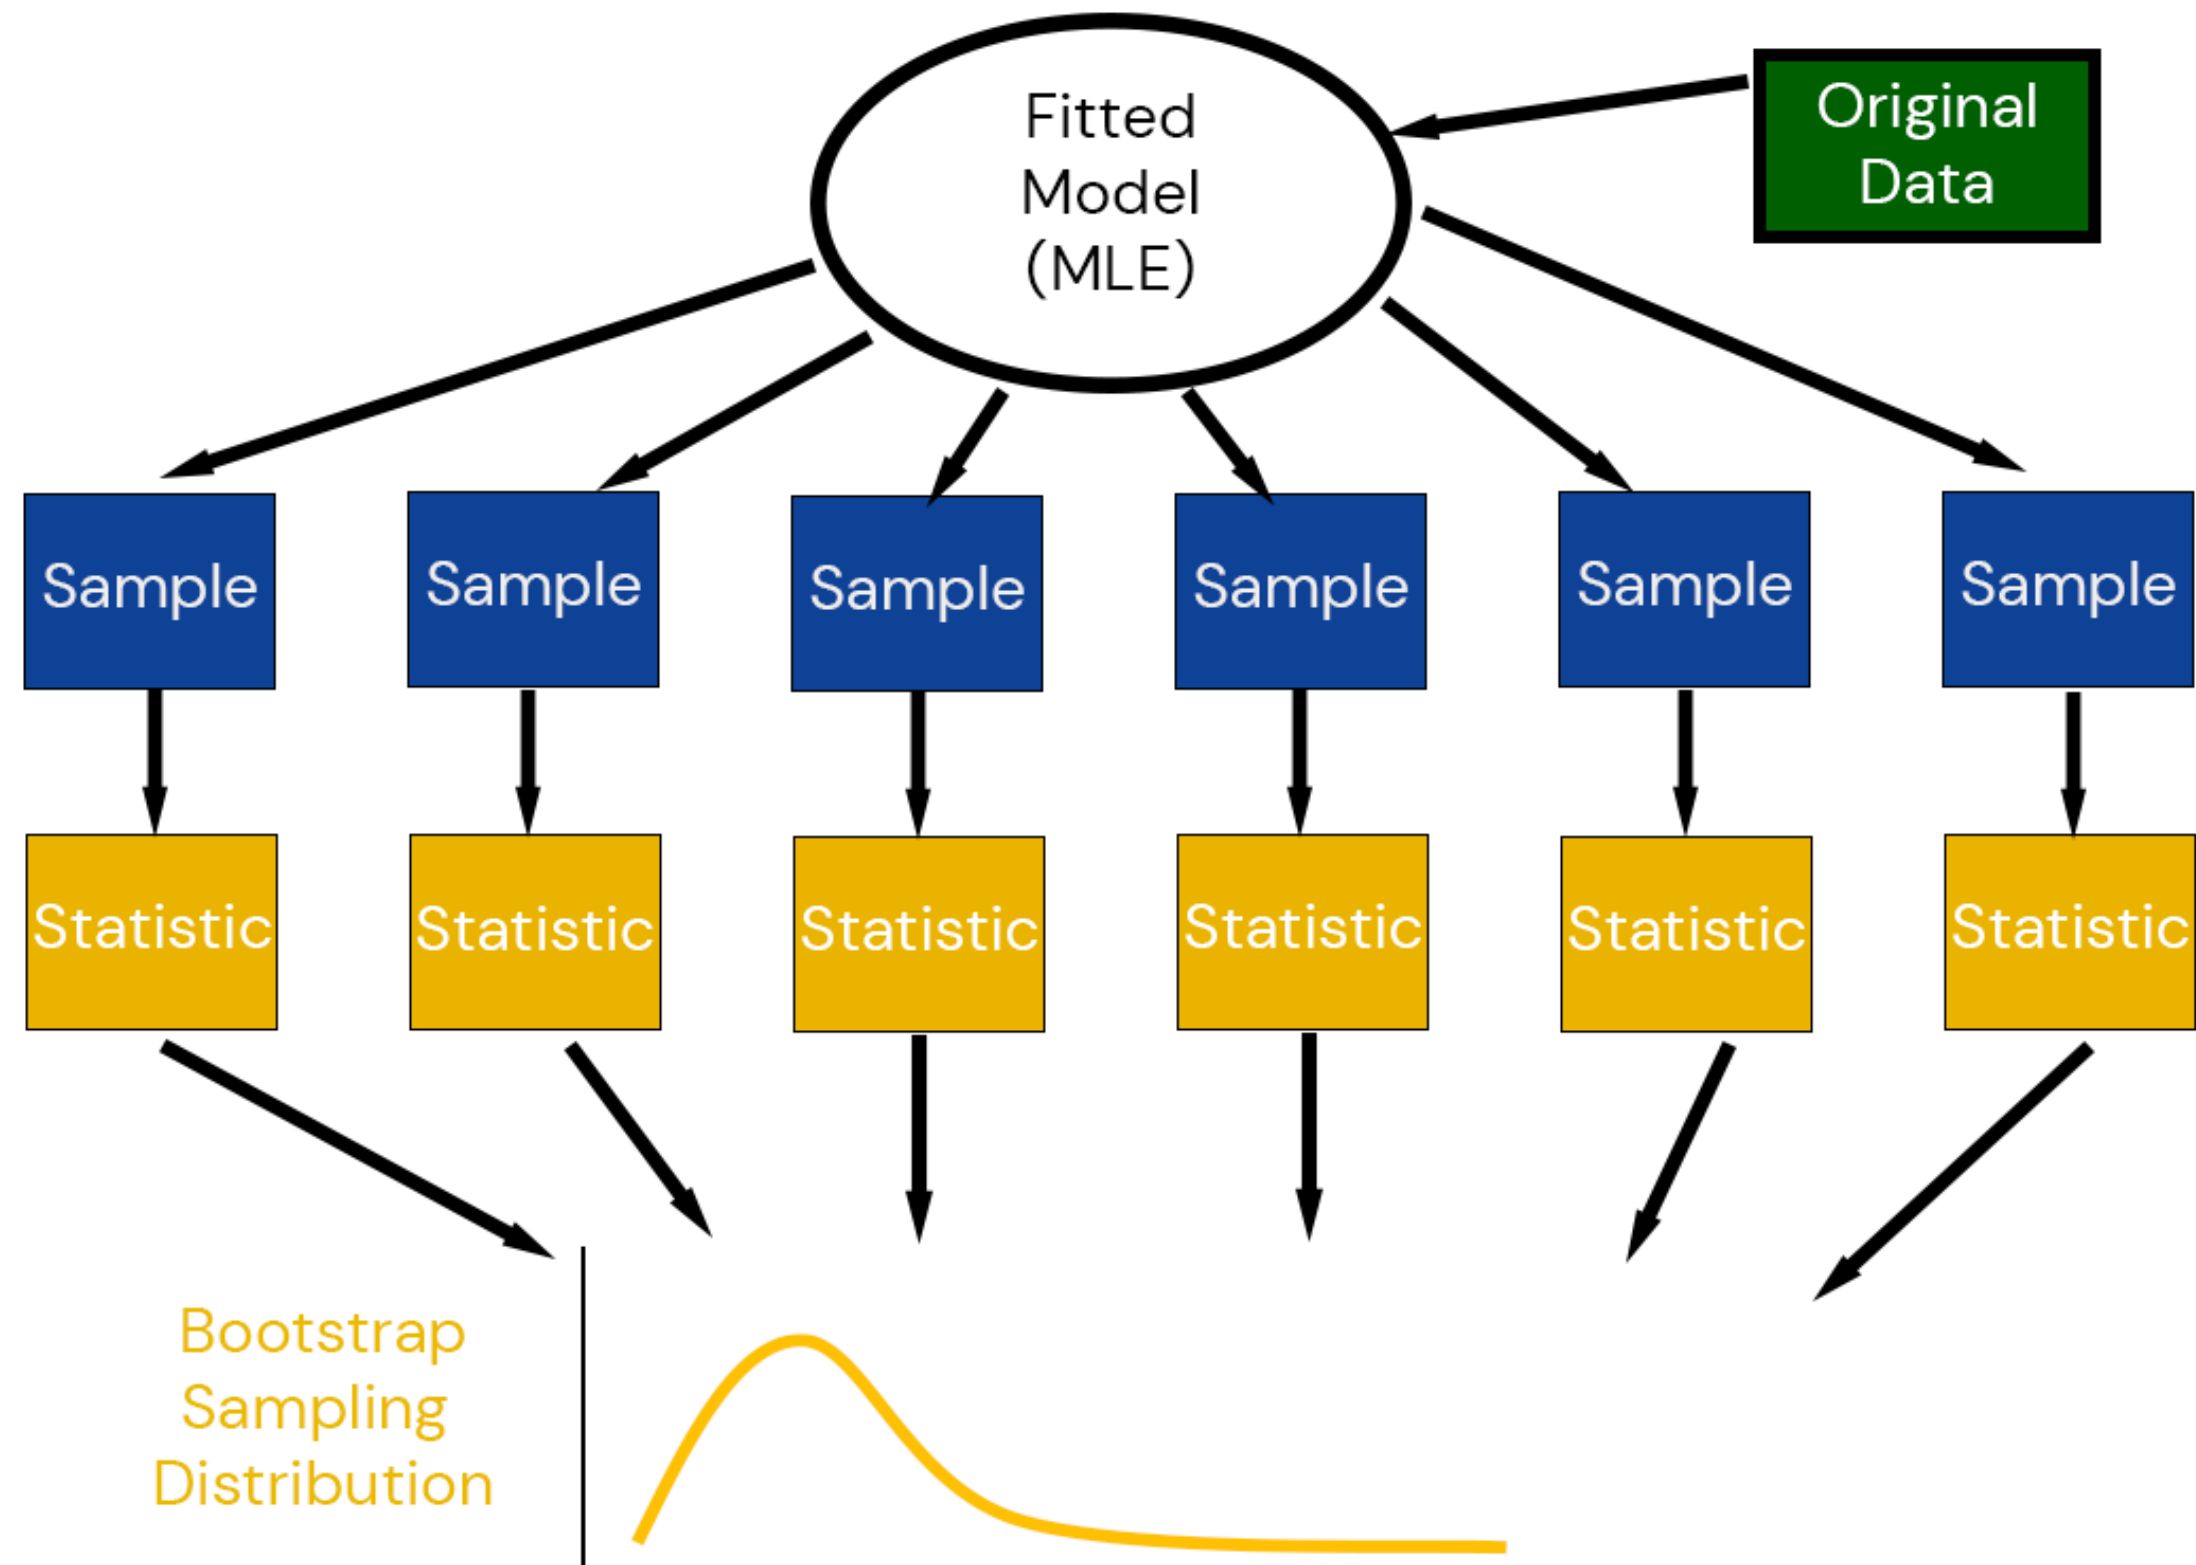 Fitted
Model
(MLE)
Original
Data
Sample
Sample
Sample
Sample
Sample
Sample
Statistic
Statistic
Statistic
Statistic
Statistic
Statistic
Bootstrap
Sampling
Distribution